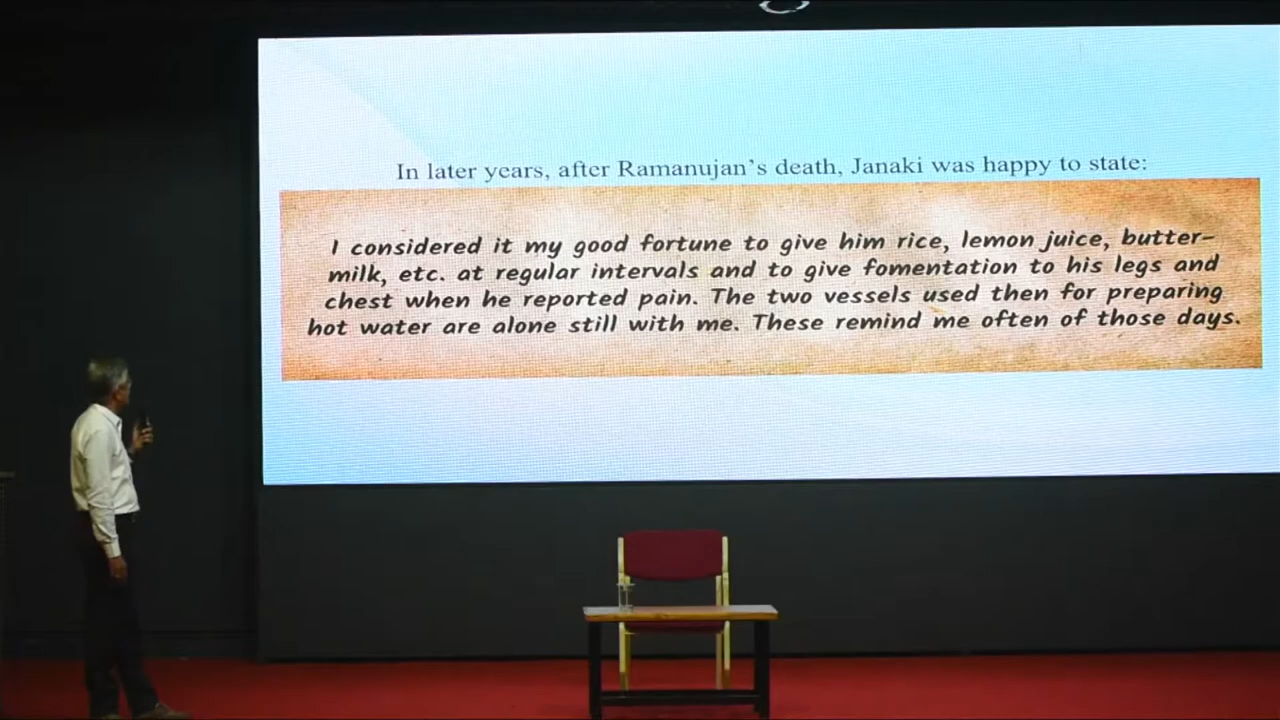 In later years, after Ramanujan's death, Janaki was happy to state:
I considered it my good fortune to give him rice, lemon juice, butter-
milk, etc. at regular intervals and to give fomentation to his legs and
chest when he reported pain. The two vessels used then for preparing
hot water are alone still with me. These remind me often of those days.